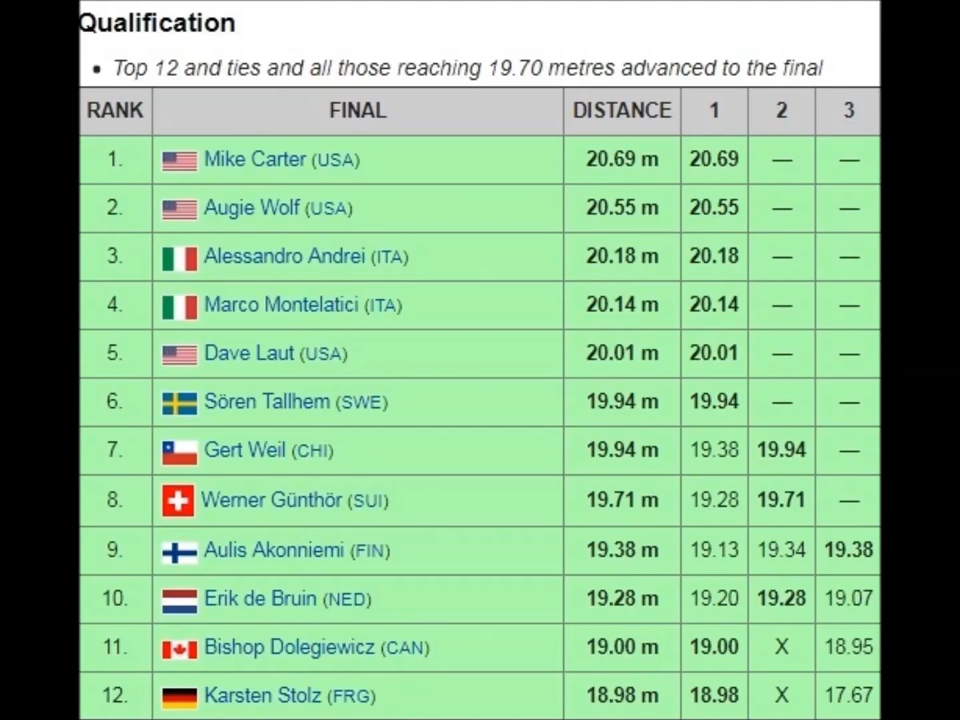 Qualification
• Top 12 and ties and all those reaching 19.70 metres advanced to the final
RANK FINAL DISTANCE 1 2 3
1. Mike Carter (USA) 20.69 m 20.69 — —
2. Augie Wolf (USA) 20.55 m 20.55 — —
3. Alessandro Andrei (ITA) 20.18 m 20.18 — —
4. Marco Montelatici (ITA) 20.14 m 20.14 — —
5. Dave Laut (USA) 20.01 m 20.01 — —
6. Sören Tallhem (SWE) 19.94 m 19.94 — —
7. Gert Weil (CHI) 19.94 m 19.38 19.94 —
8. Werner Günthör (SUI) 19.71 m 19.28 19.71 —
9. Aulis Akonniemi (FIN) 19.38 m 19.13 19.34 19.38
10. Erik de Bruin (NED) 19.28 m 19.20 19.28 19.07
11. Bishop Dolegiewicz (CAN) 19.00 m 19.00 X 18.95
12. Karsten Stolz (FRG) 18.98 m 18.98 X 17.67